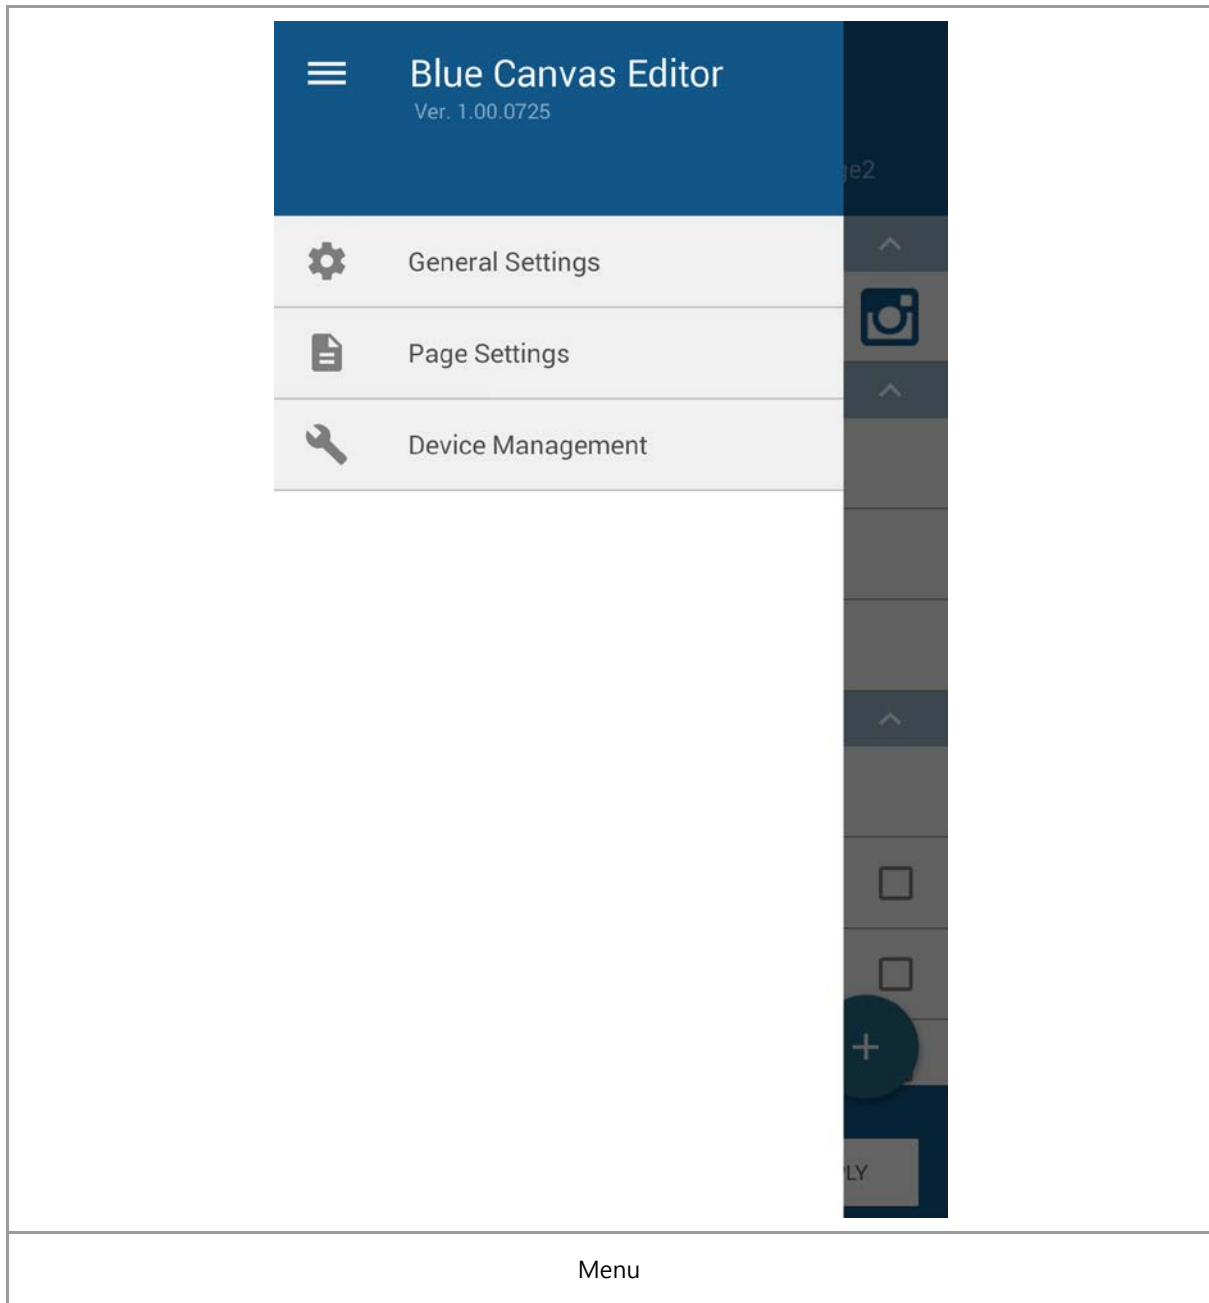 Blue Canvas Editor
Ver. 1.00.0725
General Settings
Page Settings
Device Management
Menu